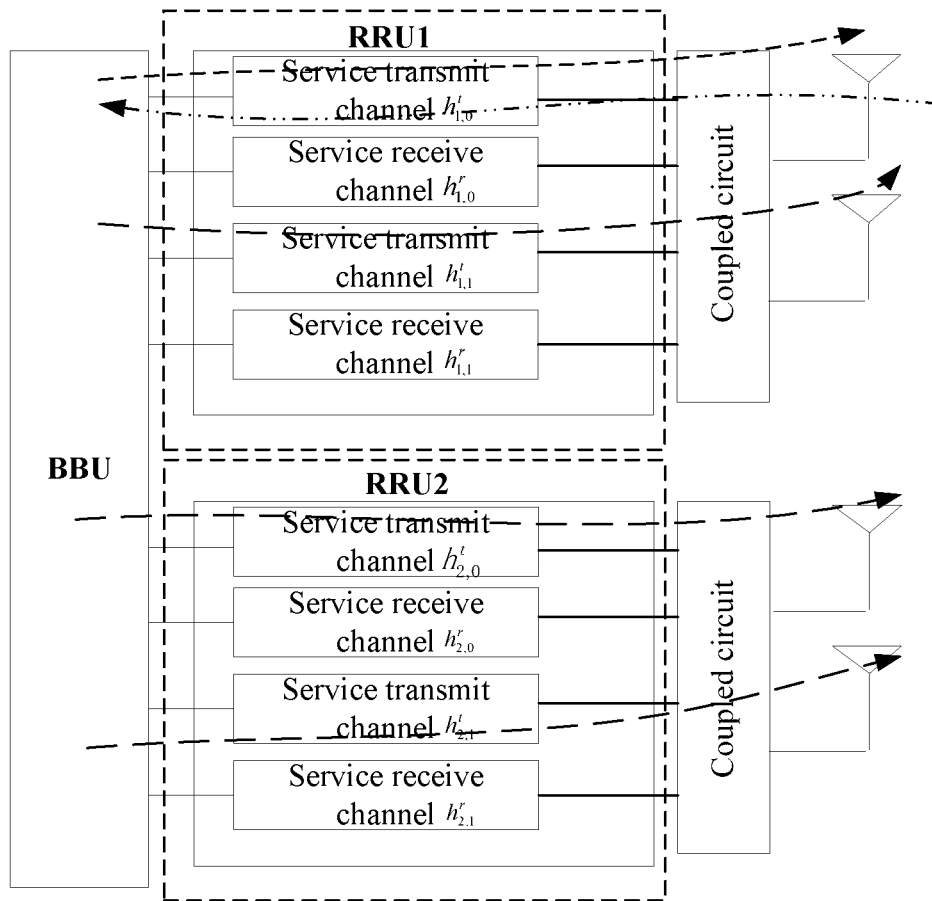 RRU1
Service transmit
channel h^t_{1,0}
Service receive
channel h^r_{1,0}
Service transmit
channel h^t_{1,1}
Service receive
channel h^r_{1,1}
Coupled circuit
BBU
RRU2
Service transmit
channel h^t_{2,0}
Service receive
channel h^r_{2,0}
Service transmit
channel h^t_{2,1}
Service receive
channel h^r_{2,1}
Coupled circuit